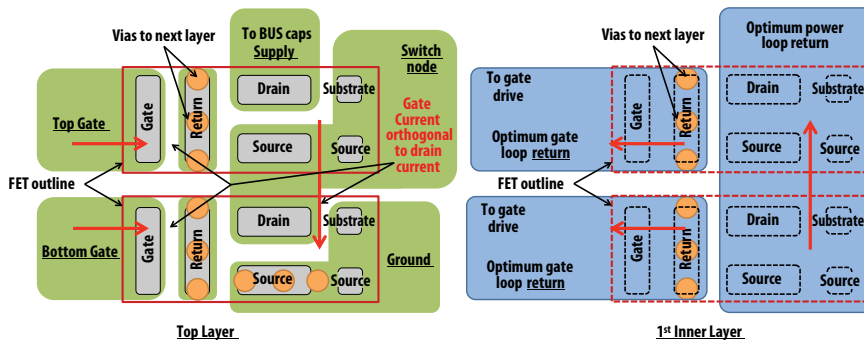 Vias to next layer
To BUS caps
Supply
Switch
node
Top Gate
Gate
Return
Drain
Substrate
Source
Source
Gate
Current
orthogonal
to drain
current
FET outline
Bottom Gate
Gate
Return
Drain
Substrate
Source
Source
Ground
Top Layer
Vias to next layer
Optimum power
loop return
To gate
drive
Optimum gate
loop return
Gate
Return
Drain
Substrate
Source
Source
FET outline
To gate
drive
Optimum gate
loop return
Gate
Return
Drain
Substrate
Source
Source
1st Inner Layer